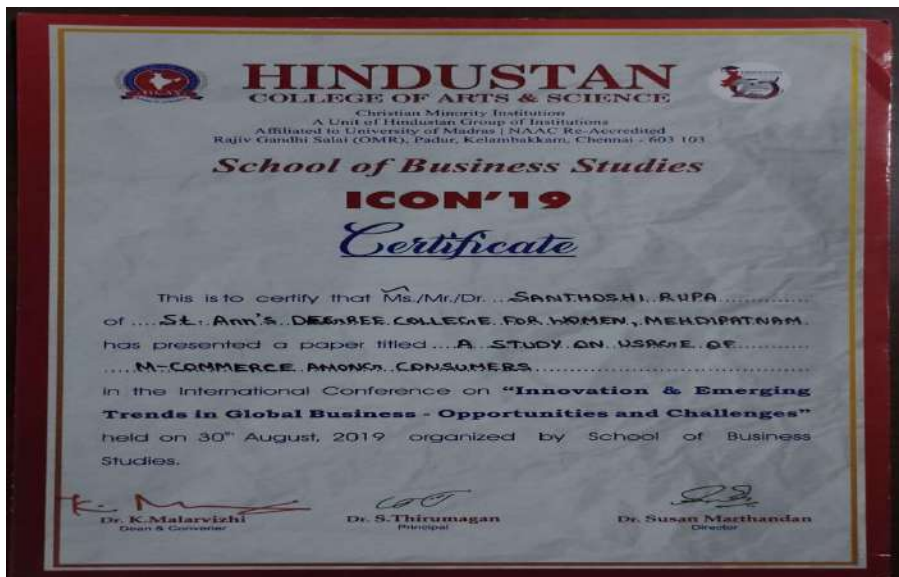 HINDUSTAN
COLLEGE OF ARTS & SCIENCE
Christian Minority Institution
A Unit of Hindustan Group of Institutions
Affiliated to University of Madras | NAAC Re-Accredited
Rajiv Gandhi Salai (OMR), Padur, Kelambakkam, Chennai - 603 103
School of Business Studies
ICON'19
Certificate
This is to certify that Ms./Mr./Dr. ...SANTHOSHI RUPA............
of ....St. Ann's DEGREE COLLEGE FOR WOMEN, MEHDIPATNAM
has presented a paper titled ....A STUDY ON USAGE OF..........
.....M-COMMERCE AMONG CONSUMERS..............................
in the International Conference on "Innovation & Emerging
Trends in Global Business - Opportunities and Challenges"
held on 30th August, 2019 organized by School of Business
Studies.
Dr. K.Malarvizhi Dr. S.Thirumagan Dr. Susan Marthandan
Dean & Convener Principal Director